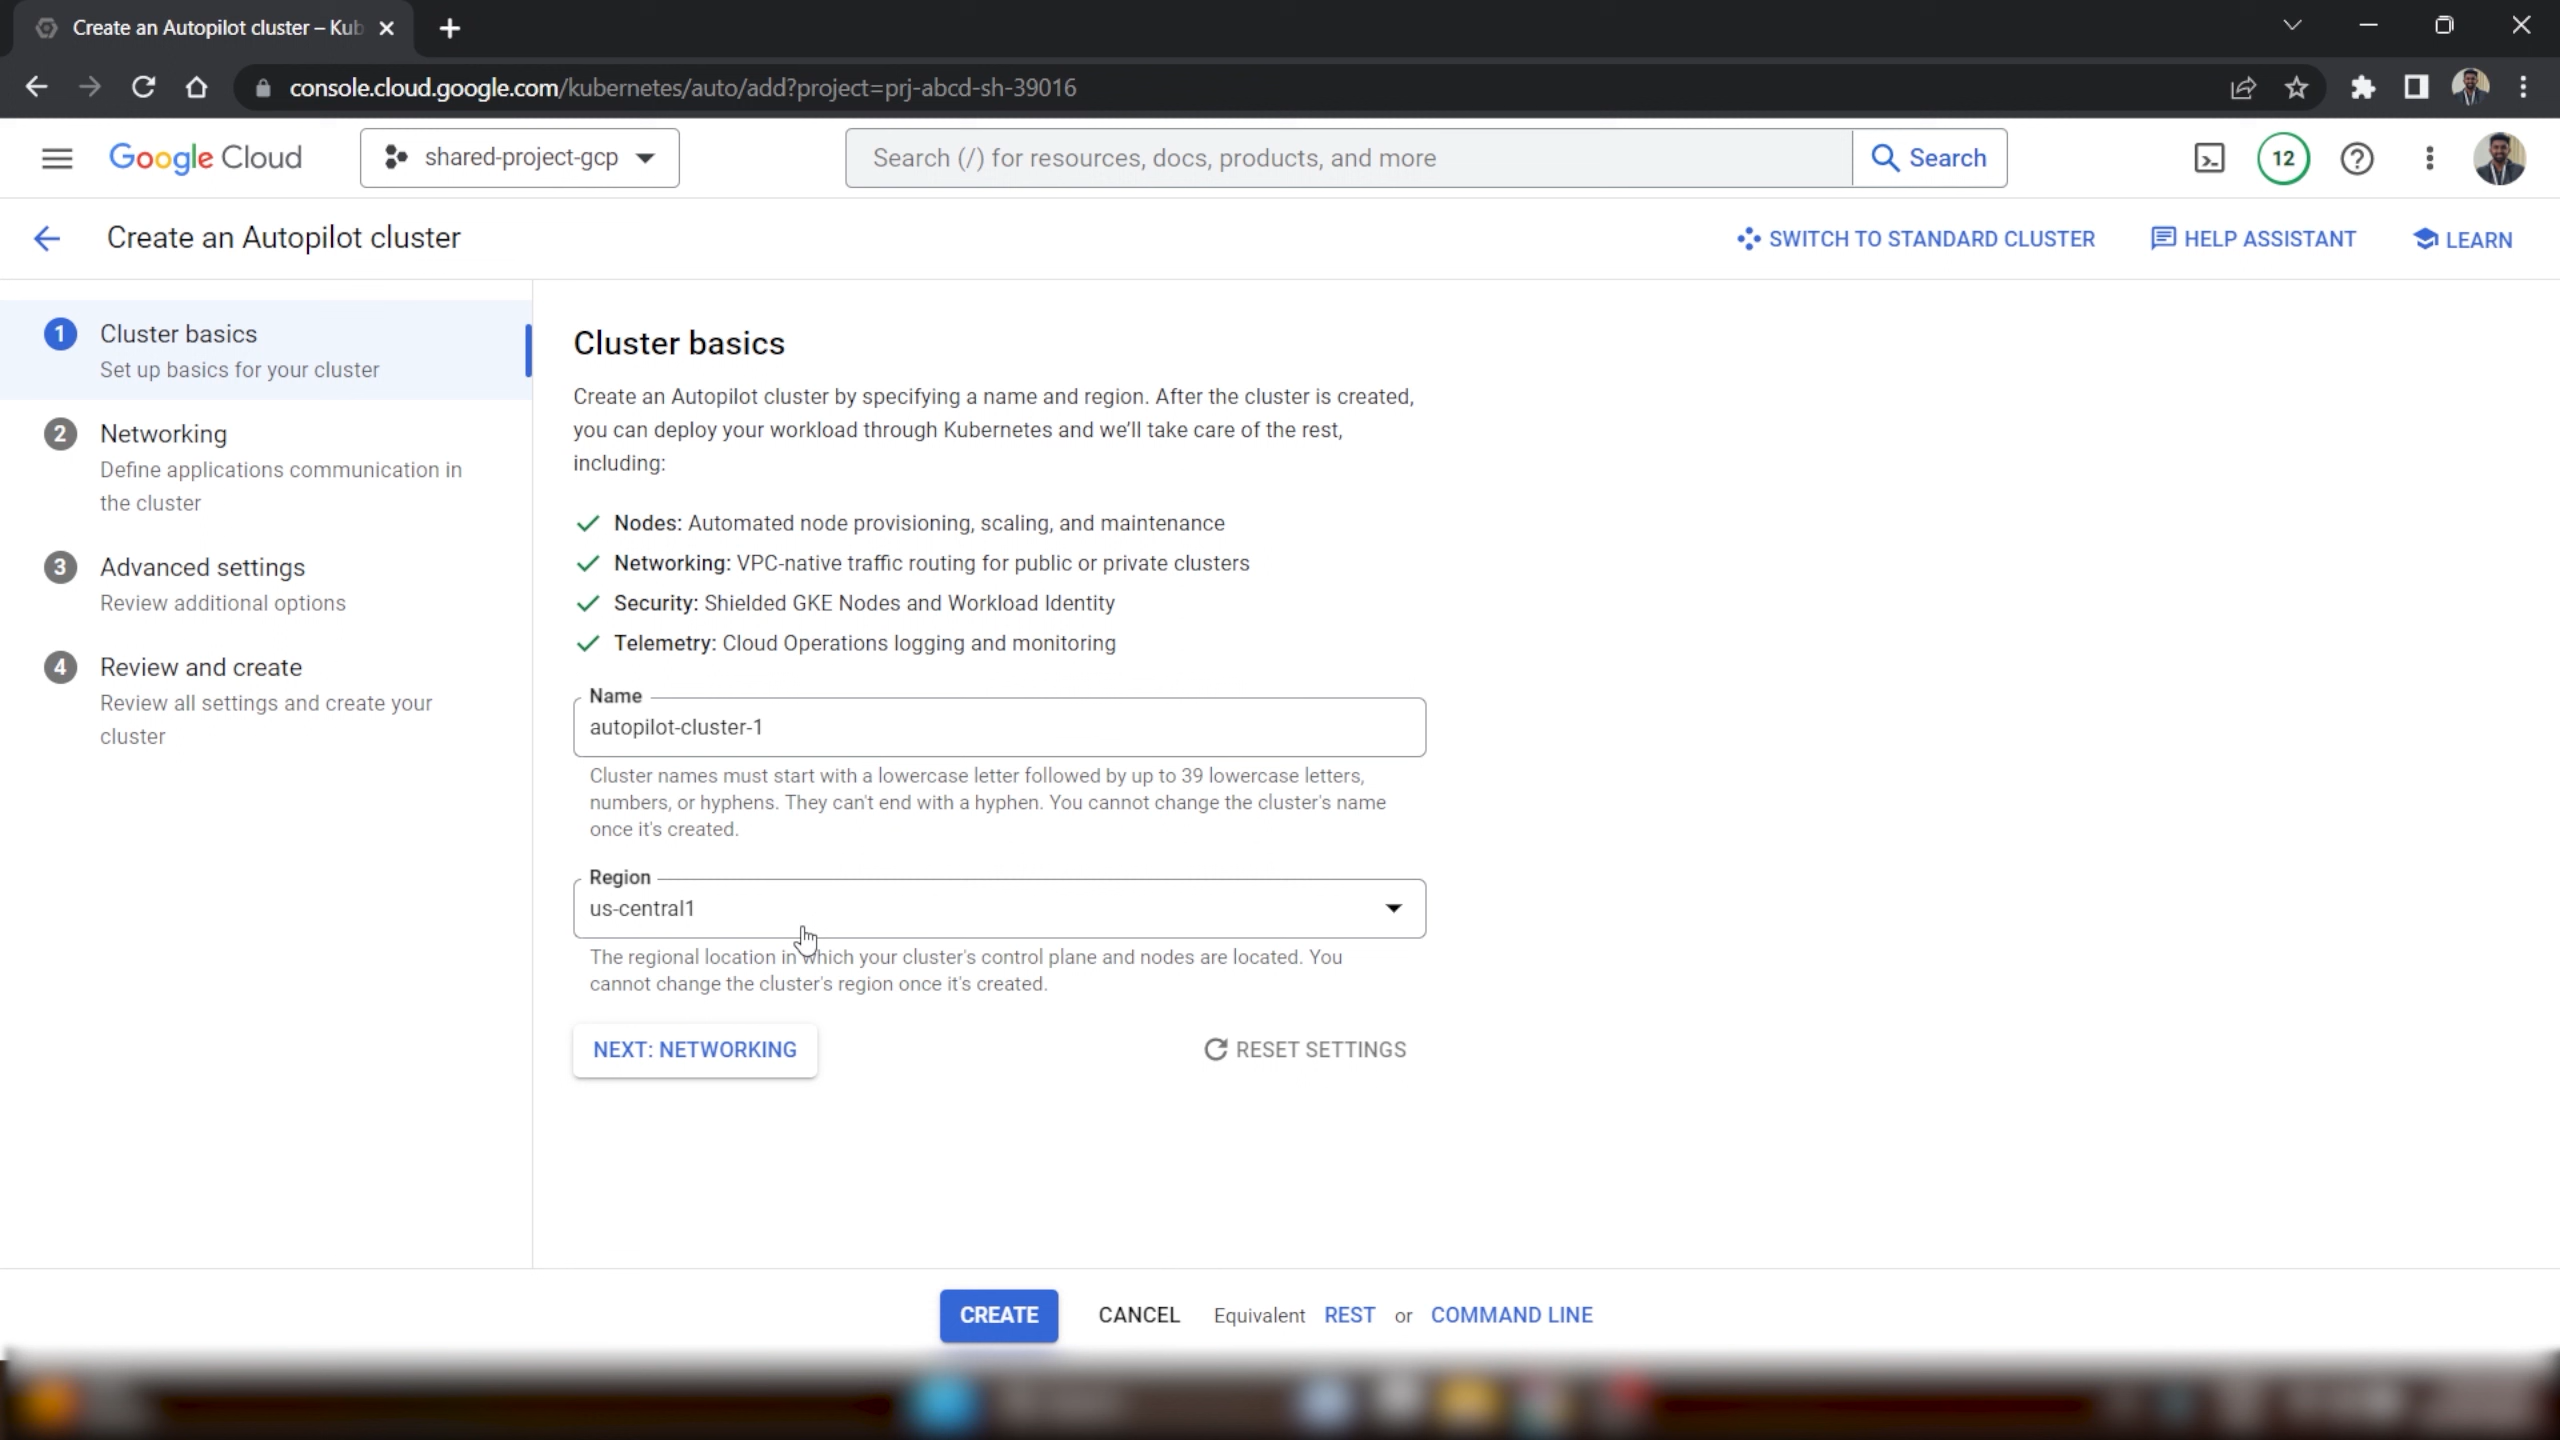 Create an Autopilot cluster – Kub
console.cloud.google.com/kubernetes/auto/add?project=prj-abcd-sh-39016
Google Cloud
shared-project-gcp
Search (/) for resources, docs, products, and more
Search
12
Create an Autopilot cluster
SWITCH TO STANDARD CLUSTER
HELP ASSISTANT
LEARN
1
Cluster basics
Set up basics for your cluster
2
Networking
Define applications communication in
the cluster
3
Advanced settings
Review additional options
4
Review and create
Review all settings and create your
cluster
Cluster basics
Create an Autopilot cluster by specifying a name and region. After the cluster is created,
you can deploy your workload through Kubernetes and we'll take care of the rest,
including:
Nodes: Automated node provisioning, scaling, and maintenance
Networking: VPC-native traffic routing for public or private clusters
Security: Shielded GKE Nodes and Workload Identity
Telemetry: Cloud Operations logging and monitoring
Name
autopilot-cluster-1
Cluster names must start with a lowercase letter followed by up to 39 lowercase letters,
numbers, or hyphens. They can't end with a hyphen. You cannot change the cluster's name
once it's created.
Region
us-central1
The regional location in which your cluster's control plane and nodes are located. You
cannot change the cluster's region once it's created.
NEXT: NETWORKING
RESET SETTINGS
CREATE
CANCEL
Equivalent REST or COMMAND LINE